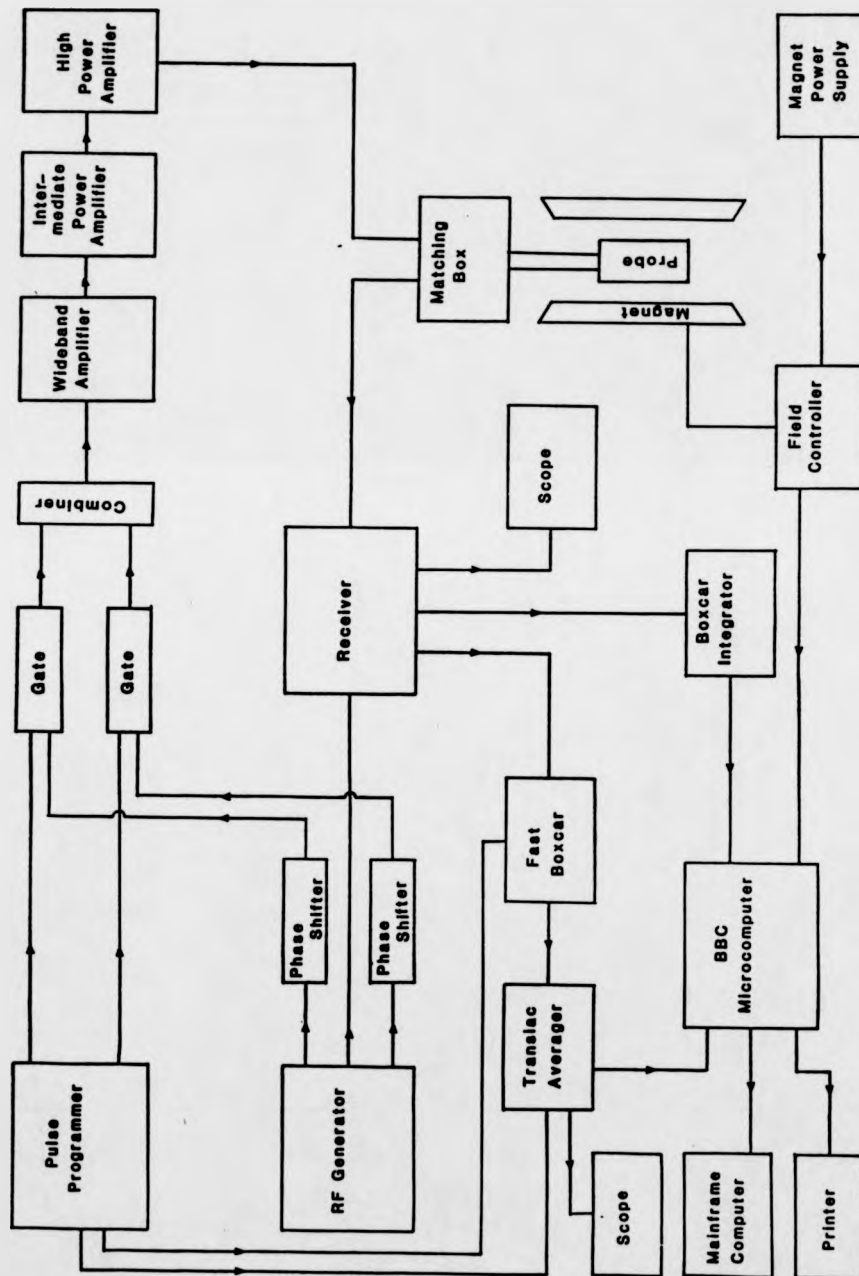 Pulse
Programmer
Gate
Gate
Combiner
Wideband
Amplifier
Inter-
mediate
Power
Amplifier
High
Power
Amplifier
RF Generator
Phase
Shifter
Phase
Shifter
Receiver
Matching
Box
Scope
Translac
Averager
Fast
Boxcar
Scope
Magnet
Probe
Mainframe
Computer
Printer
BBC
Microcomputer
Boxcar
Integrator
Field
Controller
Magnet
Power
Supply